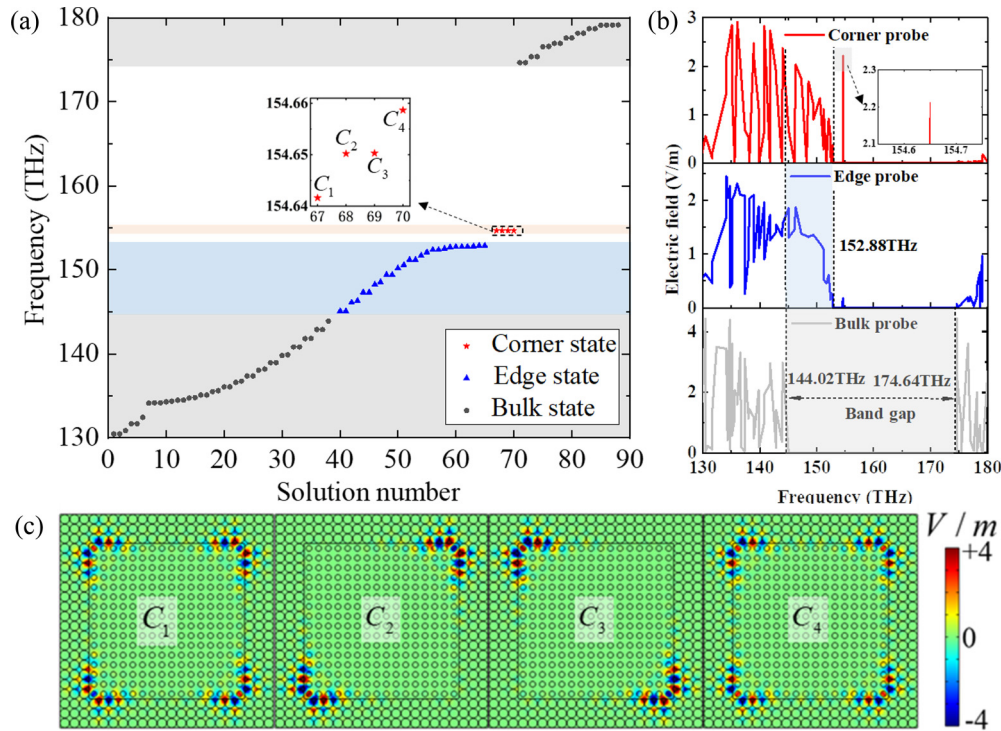 (a)
180
170
160
150
140
130
Frequency (THz)
0 10 20 30 40 50 60 70 80 90
Solution number
154.66
154.65
154.64
67 68 69 70
C1
C2
C3
C4
Corner state
Edge state
Bulk state
(b)
3
2
1
0
Corner probe
2.3
2.2
2.1
154.6 154.7
2
1
0
Edge probe
152.88THz
Electric field (V/m)
4
2
0
Bulk probe
144.02THz 174.64THz
Band gap
130 140 150 160 170 180
Frequency (THz)
(c)
C1 C2 C3 C4
V / m
+4
0
-4